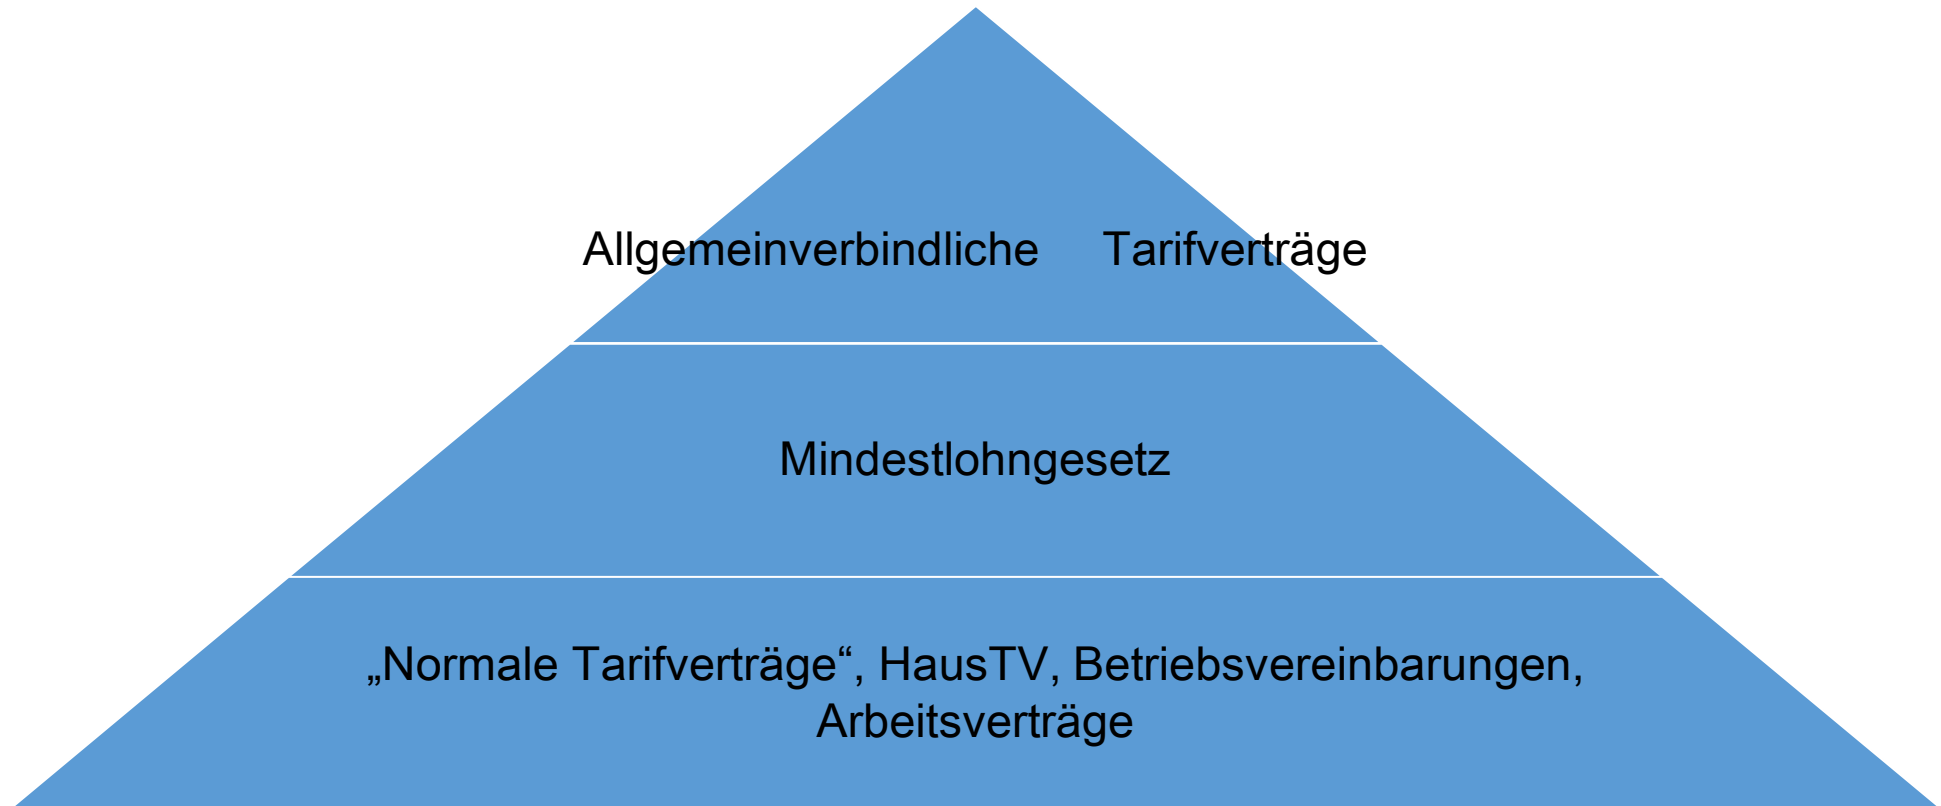 Allgemeinverbindliche Tarifverträge
Mindestlohngesetz
„Normale Tarifverträge“, HausTV, Betriebsvereinbarungen,
Arbeitsverträge